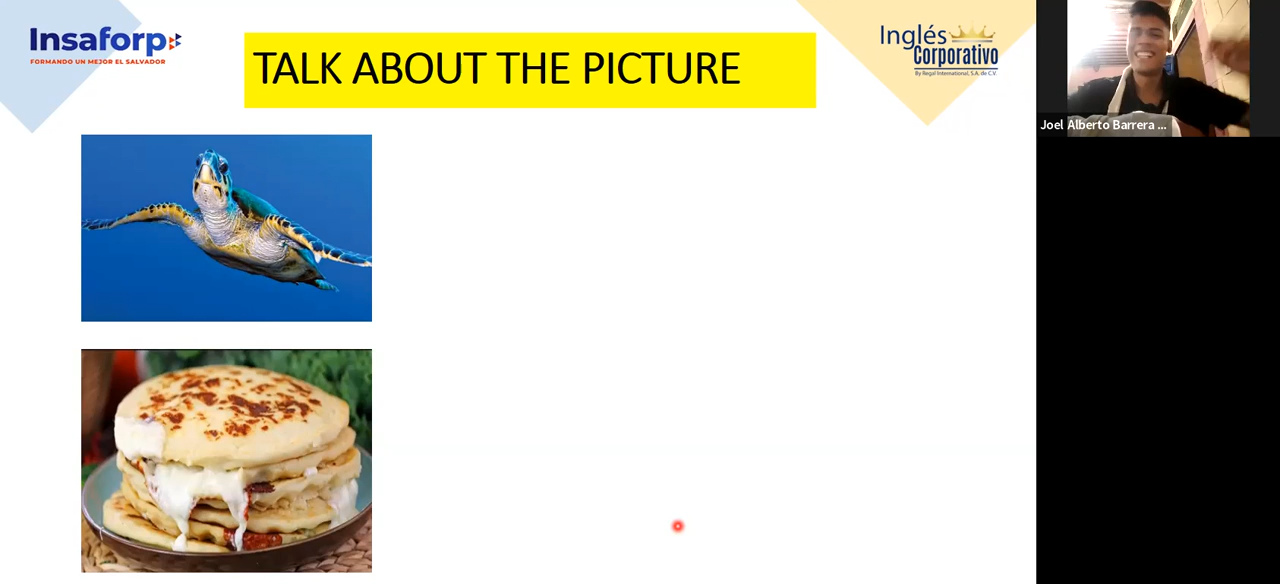 Insaforp
FORMANDO UN MEJOR EL SALVADOR
TALK ABOUT THE PICTURE
Inglés
Corporativo
By Regal International, S.A. de C.V.
Joel Alberto Barrera ...